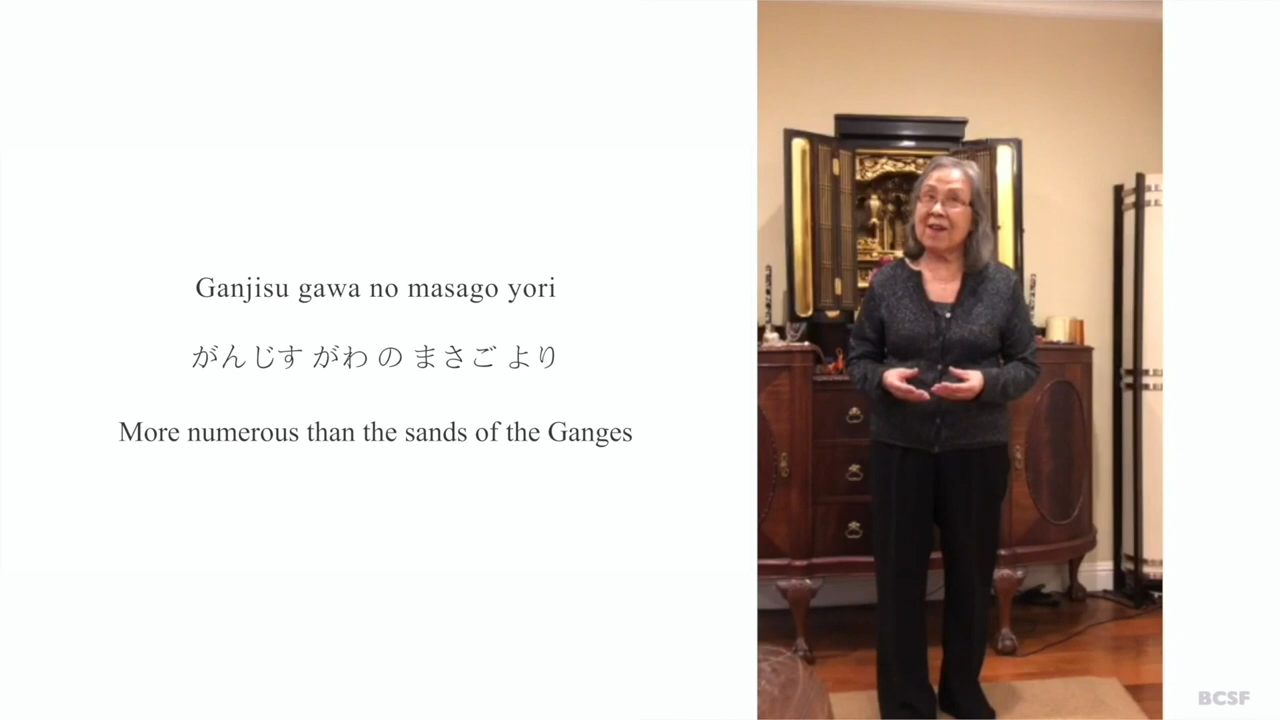 Ganjisu gawa no masago yori
がんじす がわ の まさご より
More numerous than the sands of the Ganges
BCSF